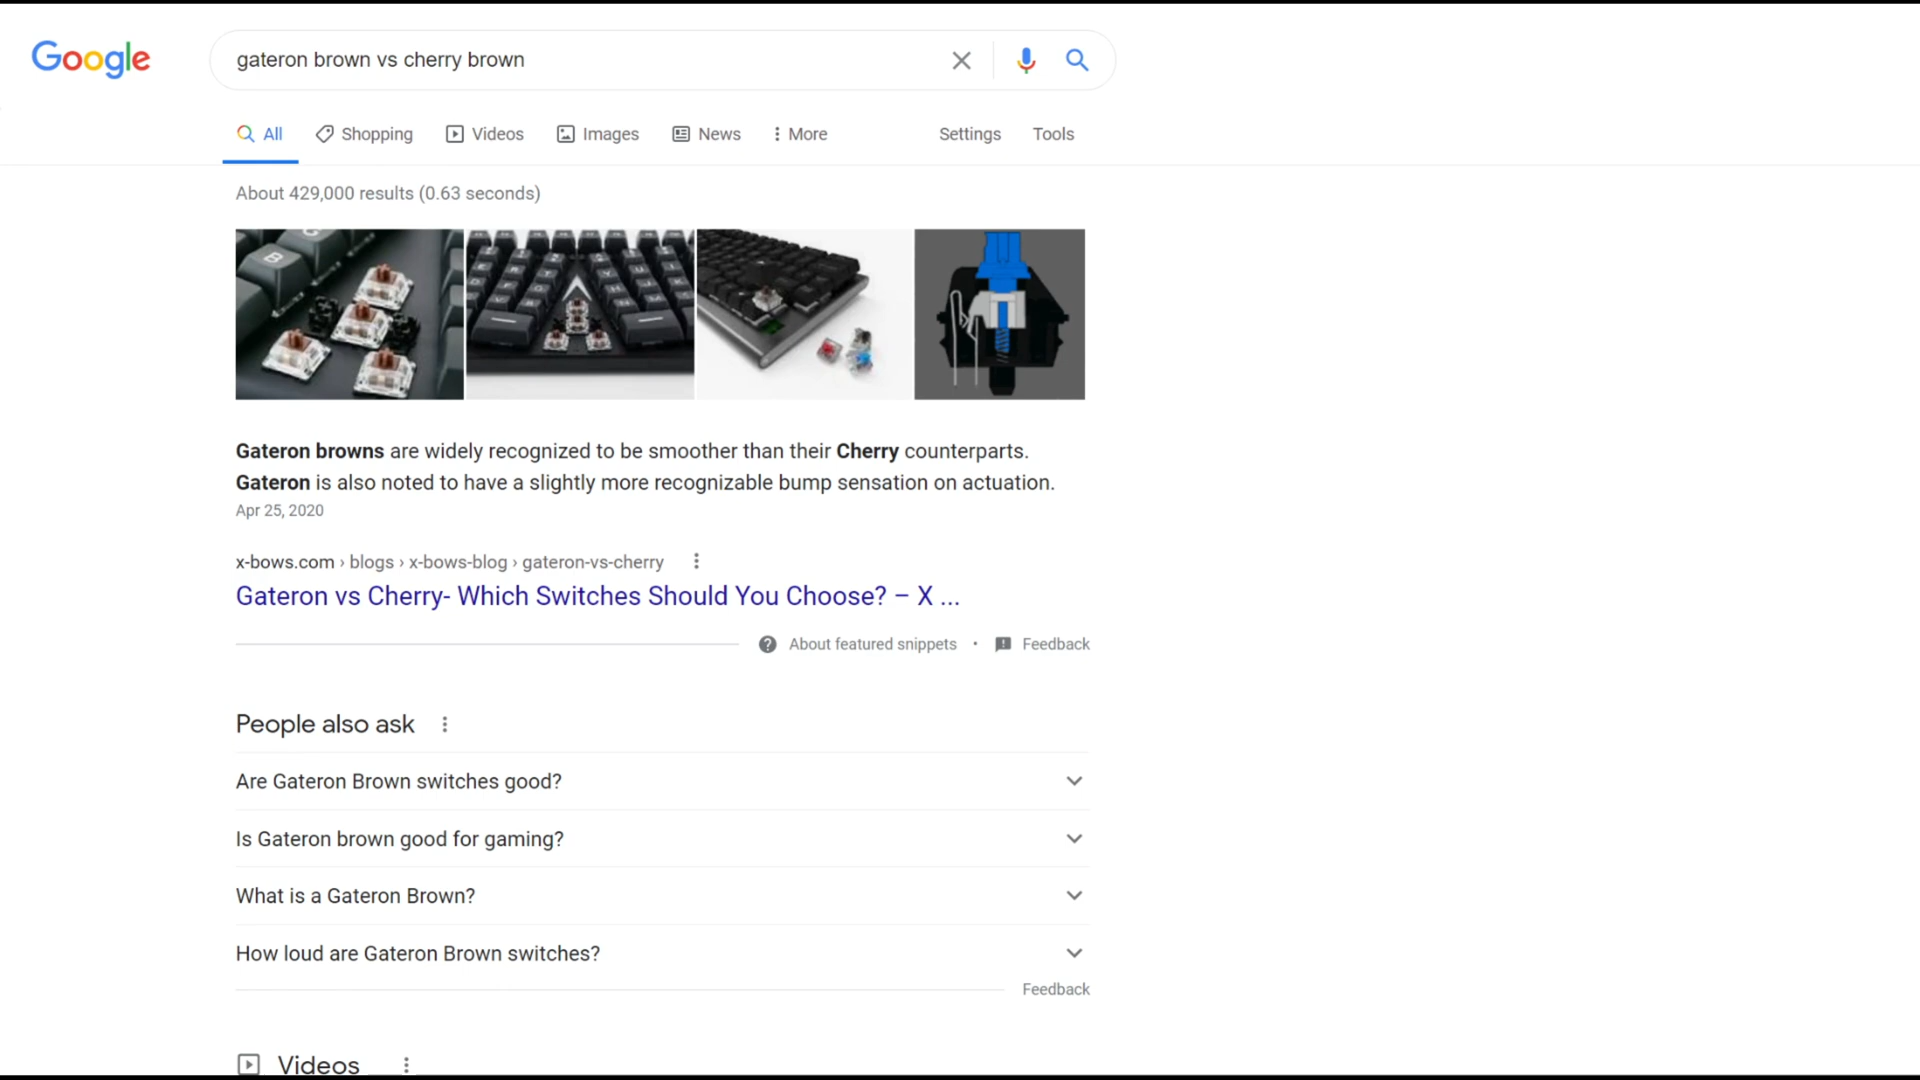 Google
gateron brown vs cherry brown
All Shopping Videos Images News More Settings Tools
About 429,000 results (0.63 seconds)
Gateron browns are widely recognized to be smoother than their Cherry counterparts.
Gateron is also noted to have a slightly more recognizable bump sensation on actuation.
Apr 25, 2020
x-bows.com › blogs › x-bows-blog › gateron-vs-cherry
Gateron vs Cherry- Which Switches Should You Choose? – X ...
About featured snippets • Feedback
People also ask
Are Gateron Brown switches good?
Is Gateron brown good for gaming?
What is a Gateron Brown?
How loud are Gateron Brown switches?
Feedback
Videos